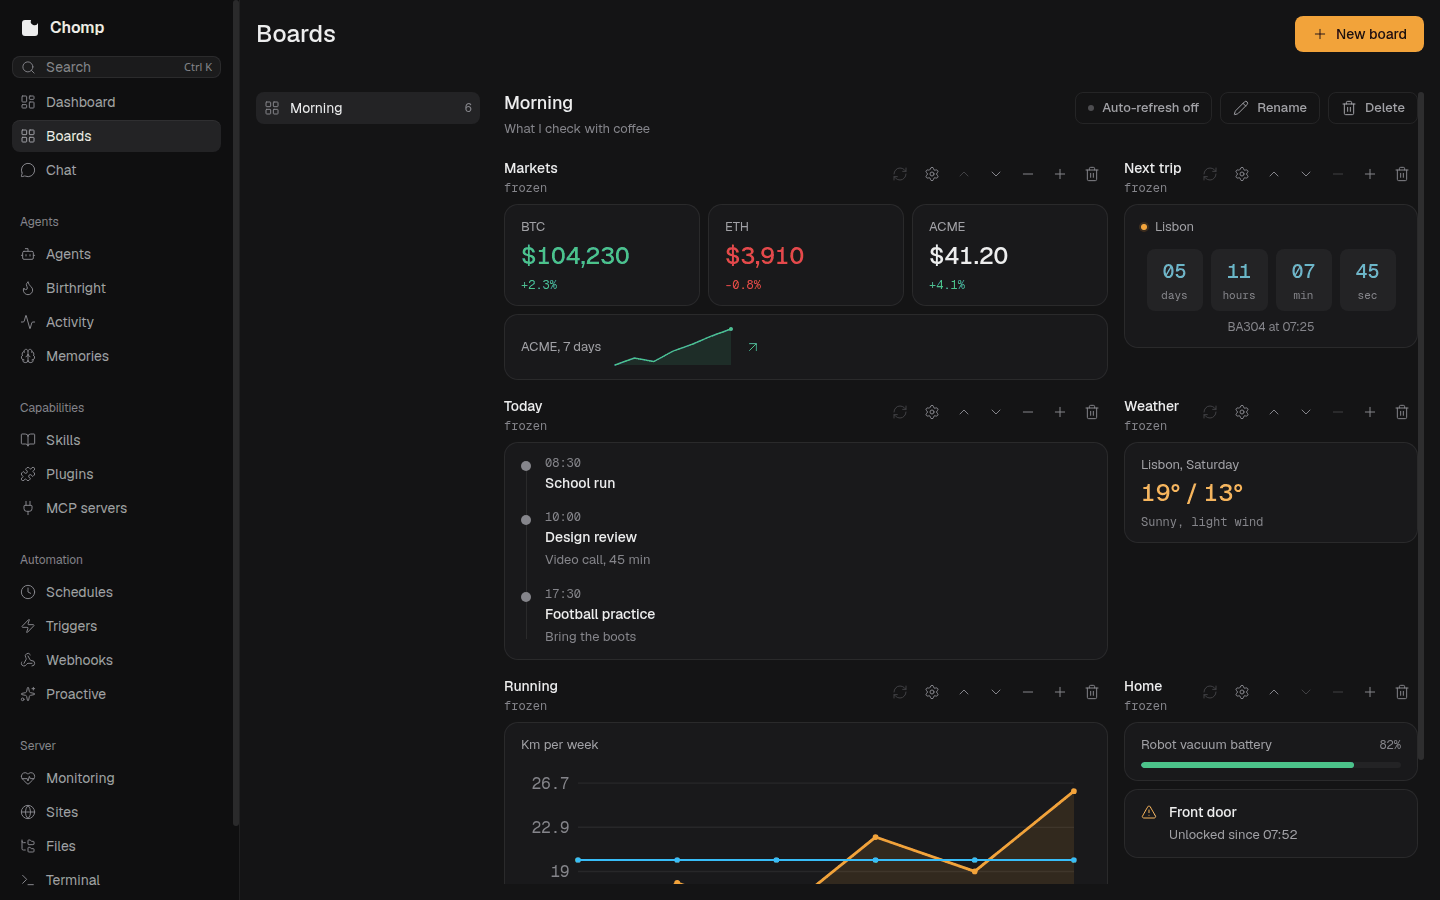 Chomp
Search Ctrl K
Dashboard
Boards
Chat
Agents
Agents
Birthright
Activity
Memories
Capabilities
Skills
Plugins
MCP servers
Automation
Schedules
Triggers
Webhooks
Proactive
Server
Monitoring
Sites
Files
Terminal
Boards
New board
Morning 6
Morning
What I check with coffee
Auto-refresh off
Rename
Delete
Markets
frozen
BTC
$104,230
+2.3%
ETH
$3,910
-0.8%
ACME
$41.20
+4.1%
ACME, 7 days
Next trip
frozen
Lisbon
05 11 07 45
days hours min sec
BA304 at 07:25
Today
frozen
08:30
School run
10:00
Design review
Video call, 45 min
17:30
Football practice
Bring the boots
Weather
frozen
Lisbon, Saturday
19° / 13°
Sunny, light wind
Running
frozen
Km per week
26.7
22.9
19
Home
frozen
Robot vacuum battery 82%
Front door
Unlocked since 07:52